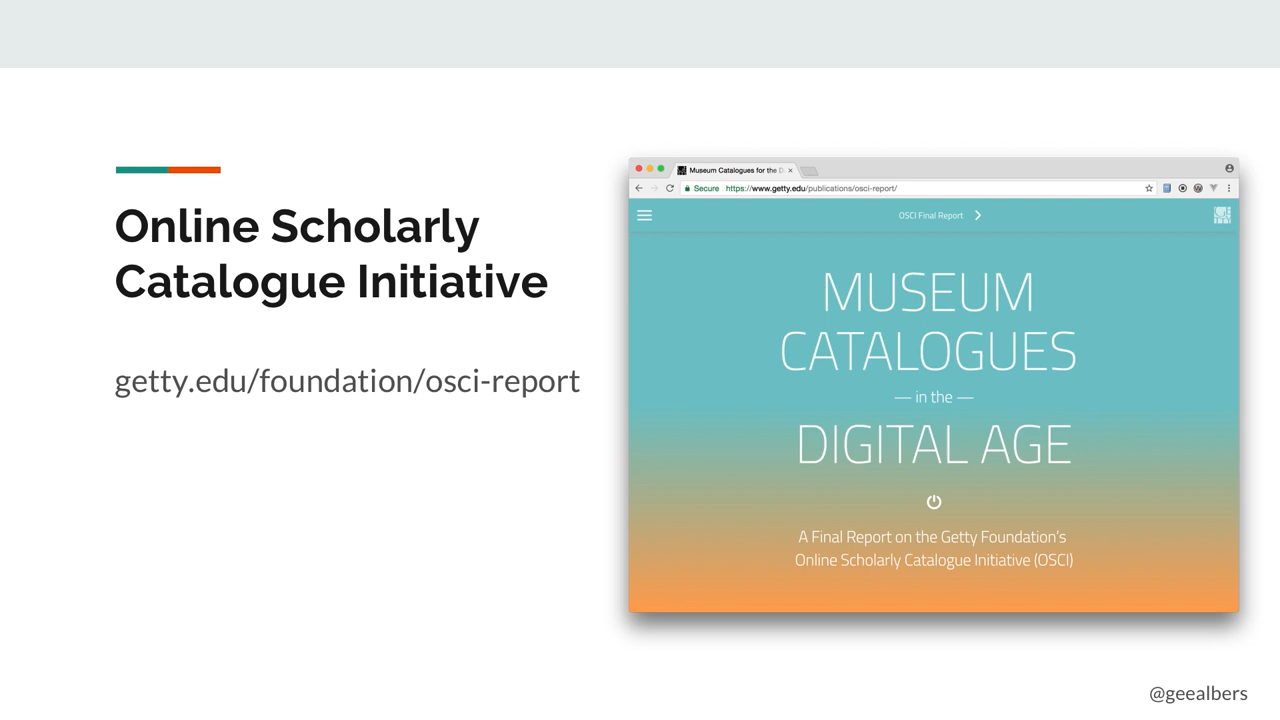 Online Scholarly
Catalogue Initiative
getty.edu/foundation/osci-report
Museum Catalogues for the D
Secure https://www.getty.edu/publications/osci-report/
OSCI Final Report
MUSEUM
CATALOGUES
— in the —
DIGITAL AGE
A Final Report on the Getty Foundation's
Online Scholarly Catalogue Initiative (OSCI)
@geealbers